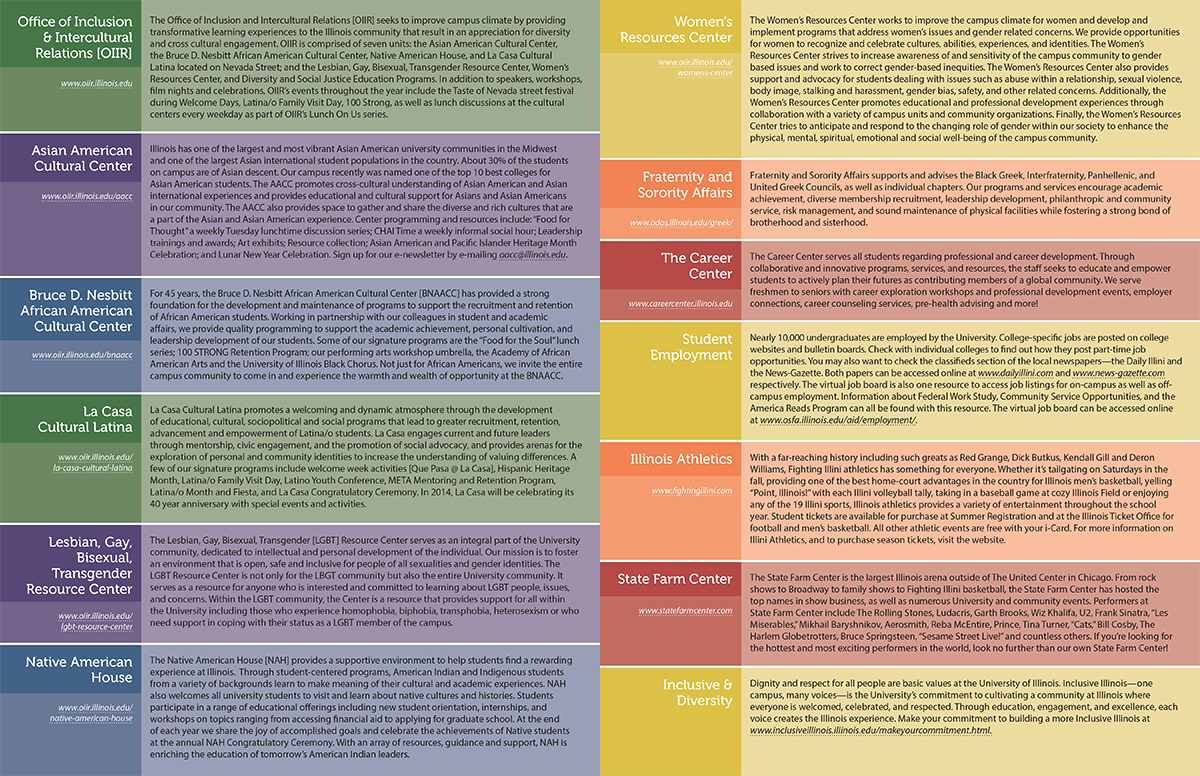 Office of Inclusion
& Intercultural
Relations [OIIR]
www.oiir.illinois.edu
The Office of Inclusion and Intercultural Relations [OIIR] seeks to improve campus climate by providing
transformative learning experiences to the Illinois community that result in an appreciation for diversity
and cross cultural engagement. OIIR is comprised of seven units: the Asian American Cultural Center,
the Bruce D. Nesbitt African American Cultural Center, Native American House, and La Casa Cultural
Latina located on Nevada Street; and the Lesbian, Gay, Bisexual, Transgender Resource Center, Women's
Resources Center, and Diversity and Social Justice Education Programs. In addition to speakers, workshops,
film nights and celebrations, OIIR's events throughout the year include the Taste of Nevada street festival
during Welcome Days, Latina/o Family Visit Day, 100 Strong, as well as lunch discussions at the cultural
centers every weekday as part of OIIR's Lunch On Us series.
Asian American
Cultural Center
www.oiir.illinois.edu/aacc
Illinois has one of the largest and most vibrant Asian American university communities in the Midwest
and one of the largest Asian international student populations in the country. About 30% of the students
on campus are of Asian descent. Our campus recently was named one of the top 10 best colleges for
Asian American students. The AACC promotes cross-cultural understanding of Asian American and Asian
international experiences and provides educational and cultural support for Asians and Asian Americans
in our community. The AACC also provides space to gather and share the diverse and rich cultures that are
a part of the Asian and Asian American experience. Center programming and resources include: "Food for
Thought" a weekly Tuesday lunchtime discussion series; CHAI Time a weekly informal social hour; Leadership
trainings and awards; Art exhibits; Resource collection; Asian American and Pacific Islander Heritage Month
Celebration; and Lunar New Year Celebration. Sign up for our e-newsletter by e-mailing aacc@illinois.edu.
Bruce D. Nesbitt
African American
Cultural Center
www.oiir.illinois.edu/bnaacc
For 45 years, the Bruce D. Nesbitt African American Cultural Center [BNAACC] has provided a strong
foundation for the development and maintenance of programs to support the recruitment and retention
of African American students. Working in partnership with our colleagues in student and academic
affairs, we provide quality programming to support the academic achievement, personal cultivation, and
leadership development of our students. Some of our signature programs are the "Food for the Soul" lunch
series; 100 STRONG Retention Program; our performing arts workshop umbrella, the Academy of African
American Arts and the University of Illinois Black Chorus. Not just for African Americans, we invite the entire
campus community to come in and experience the warmth and wealth of opportunity at the BNAACC.
La Casa
Cultural Latina
www.oiir.illinois.edu/
la-casa-cultural-latina
La Casa Cultural Latina promotes a welcoming and dynamic atmosphere through the development
of educational, cultural, sociopolitical and social programs that lead to greater recruitment, retention,
advancement and empowerment of Latina/o students. La Casa engages current and future leaders
through mentorship, civic engagement, and the promotion of social advocacy, and provides arenas for the
exploration of personal and community identities to increase the understanding of valuing differences. A
few of our signature programs include welcome week activities [Que Pasa @ La Casa], Hispanic Heritage
Month, Latina/o Family Visit Day, Latino Youth Conference, META Mentoring and Retention Program,
Latina/o Month and Fiesta, and La Casa Congratulatory Ceremony. In 2014, La Casa will be celebrating its
40 year anniversary with special events and activities.
Lesbian, Gay,
Bisexual,
Transgender
Resource Center
www.oiir.illinois.edu/
lgbt-resource-center
The Lesbian, Gay, Bisexual, Transgender [LGBT] Resource Center serves as an integral part of the University
community, dedicated to intellectual and personal development of the individual. Our mission is to foster
an environment that is open, safe and inclusive for people of all sexualities and gender identities. The
LGBT Resource Center is not only for the LBGT community but also the entire University community. It
serves as a resource for anyone who is interested and committed to learning about LGBT people, issues,
and concerns. Within the LGBT community, the Center is a resource that provides support for all within
the University including those who experience homophobia, biphobia, transphobia, heterosexism or who
need support in coping with their status as a LGBT member of the campus.
Native American
House
www.oiir.illinois.edu/
native-american-house
The Native American House [NAH] provides a supportive environment to help students find a rewarding
experience at Illinois. Through student-centered programs, American Indian and Indigenous students
from a variety of backgrounds learn to make meaning of their cultural and academic experiences. NAH
also welcomes all university students to visit and learn about native cultures and histories. Students
participate in a range of educational offerings including new student orientation, internships, and
workshops on topics ranging from accessing financial aid to applying for graduate school. At the end
of each year we share the joy of accomplished goals and celebrate the achievements of Native students
at the annual NAH Congratulatory Ceremony. With an array of resources, guidance and support, NAH is
enriching the education of tomorrow's American Indian leaders.
Women's
Resources Center
www.oiir.illinois.edu/
womens-center
The Women's Resources Center works to improve the campus climate for women and develop and
implement programs that address women's issues and gender related concerns. We provide opportunities
for women to recognize and celebrate cultures, abilities, experiences, and identities. The Women's
Resources Center strives to increase awareness of and sensitivity of the campus community to gender
based issues and work to correct gender-based inequities. The Women's Resources Center also provides
support and advocacy for students dealing with issues such as abuse within a relationship, sexual violence,
body image, stalking and harassment, gender bias, safety, and other related concerns. Additionally, the
Women's Resources Center promotes educational and professional development experiences through
collaboration with a variety of campus units and community organizations. Finally, the Women's Resources
Center tries to anticipate and respond to the changing role of gender within our society to enhance the
physical, mental, spiritual, emotional and social well-being of the campus community.
Fraternity and
Sorority Affairs
www.odos.illinois.edu/greek/
Fraternity and Sorority Affairs supports and advises the Black Greek, Interfraternity, Panhellenic, and
United Greek Councils, as well as individual chapters. Our programs and services encourage academic
achievement, diverse membership recruitment, leadership development, philanthropic and community
service, risk management, and sound maintenance of physical facilities while fostering a strong bond of
brotherhood and sisterhood.
The Career
Center
www.careercenter.illinois.edu
The Career Center serves all students regarding professional and career development. Through
collaborative and innovative programs, services, and resources, the staff seeks to educate and empower
students to actively plan their futures as contributing members of a global community. We serve
freshmen to seniors with career exploration workshops and professional development events, employer
connections, career counseling services, pre-health advising and more!
Student
Employment
Nearly 10,000 undergraduates are employed by the University. College-specific jobs are posted on college
websites and bulletin boards. Check with individual colleges to find out how they post part-time job
opportunities. You may also want to check the classifieds section of the local newspapers—the Daily Illini and
the News-Gazette. Both papers can be accessed online at www.dailyillini.com and www.news-gazette.com
respectively. The virtual job board is also one resource to access job listings for on-campus as well as off-
campus employment. Information about Federal Work Study, Community Service Opportunities, and the
America Reads Program can all be found with this resource. The virtual job board can be accessed online
at www.osfa.illinois.edu/aid/employment/.
Illinois Athletics
www.fightingillini.com
With a far-reaching history including such greats as Red Grange, Dick Butkus, Kendall Gill and Deron
Williams, Fighting Illini athletics has something for everyone. Whether it's tailgating on Saturdays in the
fall, providing one of the best home-court advantages in the country for Illinois men's basketball, yelling
"Point, Illinois!" with each Illini volleyball tally, taking in a baseball game at cozy Illinois Field or enjoying
any of the 19 Illini sports, Illinois athletics provides a variety of entertainment throughout the school
year. Student tickets are available for purchase at Summer Registration and at the Illinois Ticket Office for
football and men's basketball. All other athletic events are free with your i-Card. For more information on
Illini Athletics, and to purchase season tickets, visit the website.
State Farm Center
www.statefarmcenter.com
The State Farm Center is the largest Illinois arena outside of The United Center in Chicago. From rock
shows to Broadway to family shows to Fighting Illini basketball, the State Farm Center has hosted the
top names in show business, as well as numerous University and community events. Performers at
State Farm Center include The Rolling Stones, Ludacris, Garth Brooks, Wiz Khalifa, U2, Frank Sinatra, "Les
Miserables," Mikhail Baryshnikov, Aerosmith, Reba McEntire, Prince, Tina Turner, "Cats," Bill Cosby, The
Harlem Globetrotters, Bruce Springsteen, "Sesame Street Live!" and countless others. If you're looking for
the hottest and most exciting performers in the world, look no further than our own State Farm Center!
Inclusive &
Diversity
Dignity and respect for all people are basic values at the University of Illinois. Inclusive Illinois—one
campus, many voices—is the University's commitment to cultivating a community at Illinois where
everyone is welcomed, celebrated, and respected. Through education, engagement, and excellence, each
voice creates the Illinois experience. Make your commitment to building a more Inclusive Illinois at
www.inclusiveillinois.illinois.edu/makeyourcommitment.html.